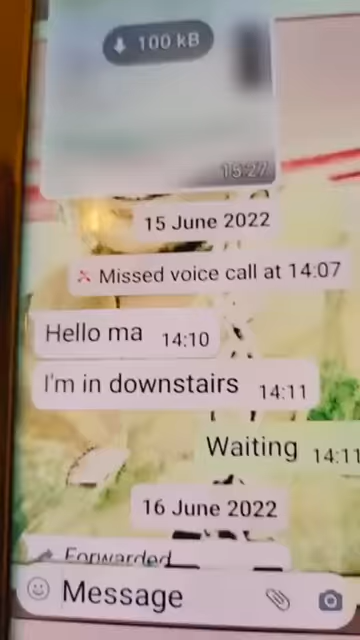 100 kB
15:27
15 June 2022
Missed voice call at 14:07
Hello ma 14:10
I'm in downstairs 14:11
Waiting 14:11
16 June 2022
Forwarded
Message